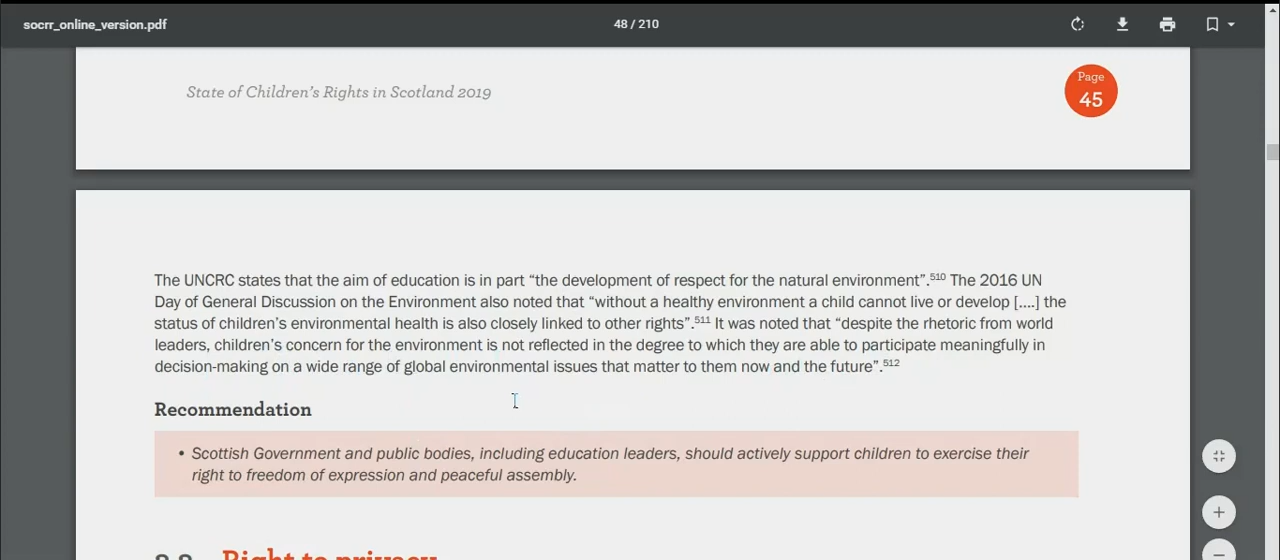 socrr_online_version.pdf
48 / 210
State of Children’s Rights in Scotland 2019
Page
45
The UNCRC states that the aim of education is in part “the development of respect for the natural environment”.510 The 2016 UN
Day of General Discussion on the Environment also noted that “without a healthy environment a child cannot live or develop [....] the
status of children’s environmental health is also closely linked to other rights”.511 It was noted that “despite the rhetoric from world
leaders, children’s concern for the environment is not reflected in the degree to which they are able to participate meaningfully in
decision-making on a wide range of global environmental issues that matter to them now and the future”.512
Recommendation
• Scottish Government and public bodies, including education leaders, should actively support children to exercise their
right to freedom of expression and peaceful assembly.
Right to privacy